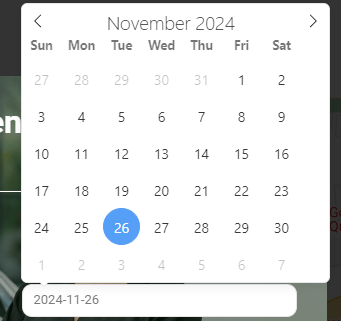 November 2024
Sun Mon Tue Wed Thu Fri Sat
27 28 29 30 31 1 2
3 4 5 6 7 8 9
10 11 12 13 14 15 16
17 18 19 20 21 22 23
24 25 26 27 28 29 30
1 2 3 4 5 6 7
en
2024-11-26